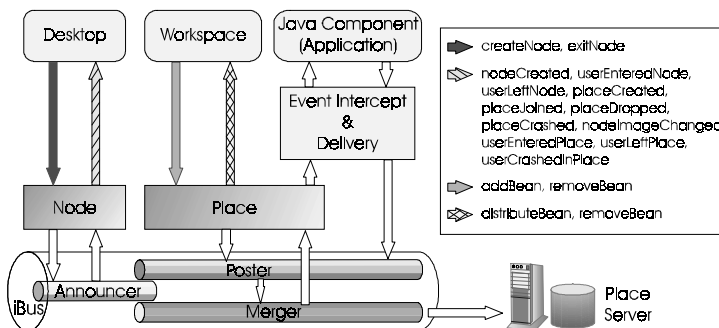 Desktop
Workspace
Java Component
(Application)
Event Intercept
&
Delivery
Node
Place
Poster
Announcer
iBus
Merger
Place
Server
createNode, exitNode
nodeCreated, userEnteredNode,
userLeftNode, placeCreated,
placeJoined, placeDropped,
placeCrashed, nodeImageChanged
userEnteredPlace, userLeftPlace,
userCrashedInPlace
addBean, removeBean
distributeBean, removeBean